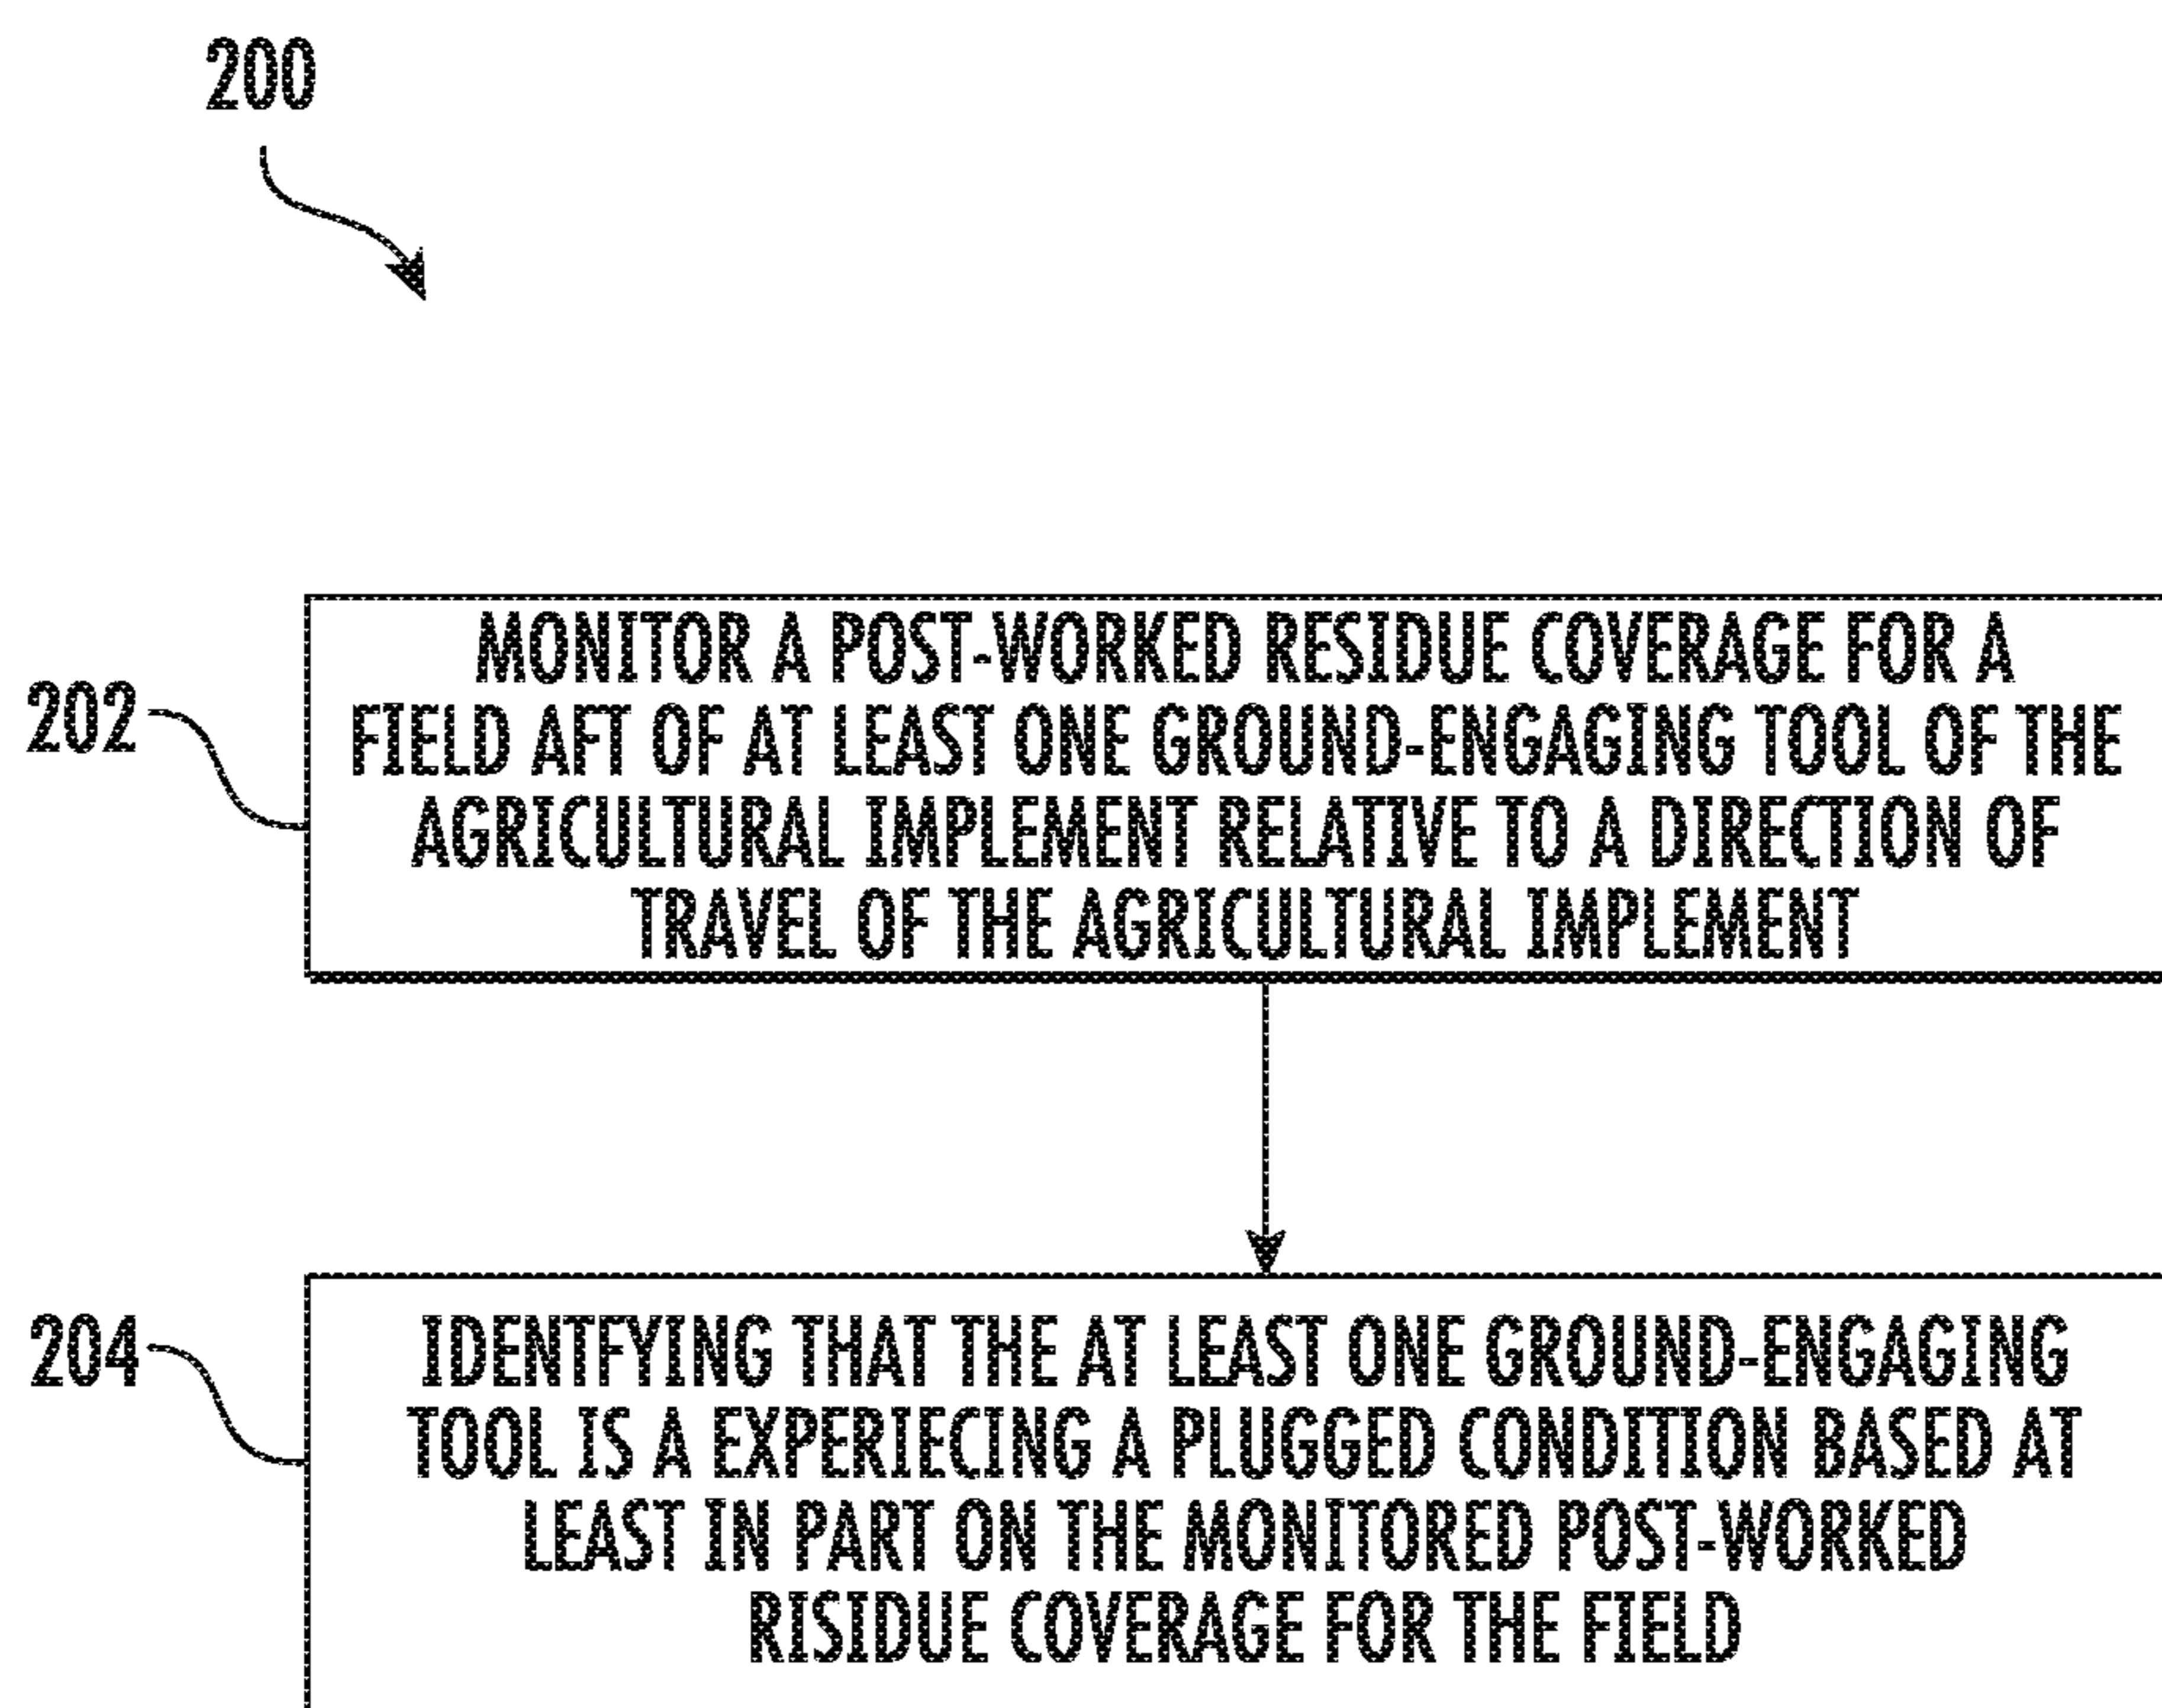 200
202
MONITOR A POST-WORKED RESIDUE COVERAGE FOR A
FIELD AFT OF AT LEAST ONE GROUND-ENGAGING TOOL OF THE
AGRICULTURAL IMPLEMENT RELATIVE TO A DIRECTION OF
TRAVEL OF THE AGRICULTURAL IMPLEMENT
204
IDENTFYING THAT THE AT LEAST ONE GROUND-ENGAGING
TOOL IS A EXPERIECING A PLUGGED CONDITION BASED AT
LEAST IN PART ON THE MONITORED POST-WORKED
RISIDUE COVERAGE FOR THE FIELD